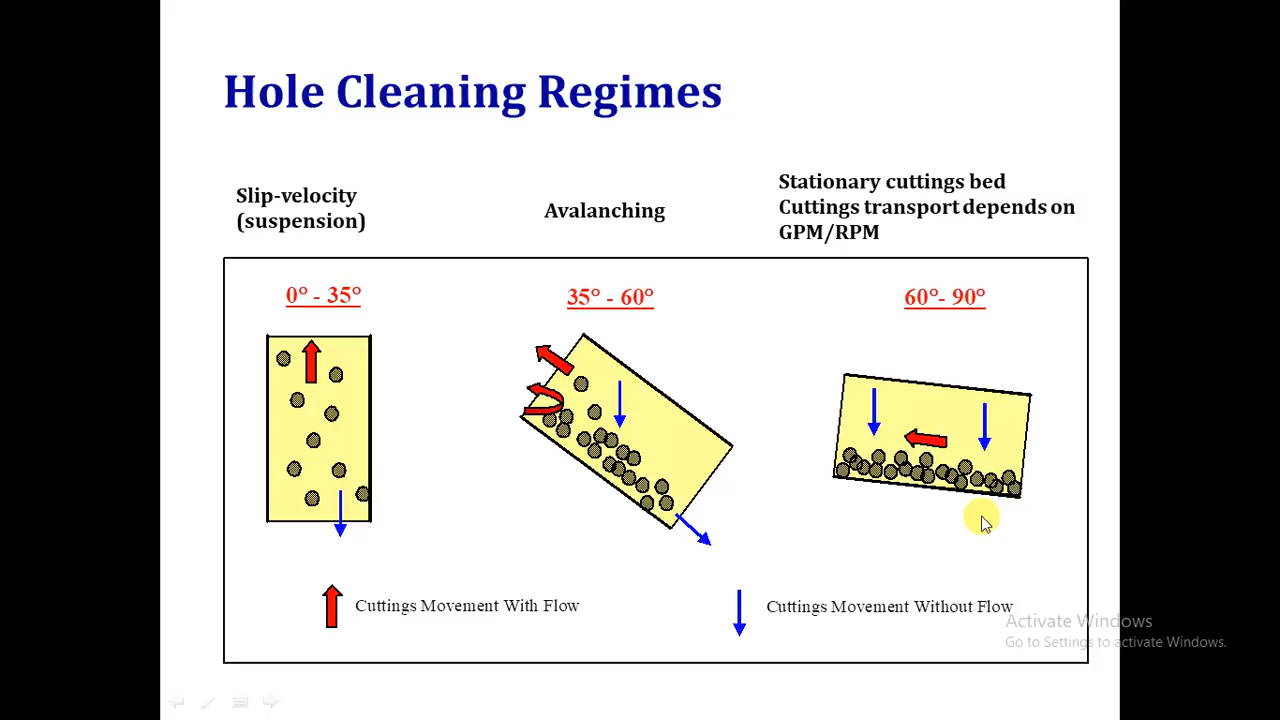 Hole Cleaning Regimes
Slip-velocity
(suspension)
Avalanching
Stationary cuttings bed
Cuttings transport depends on
GPM/RPM
0° - 35°
35° - 60°
60°- 90°
Cuttings Movement With Flow
Cuttings Movement Without Flow
Activate Windows
Go to Settings to activate Windows.